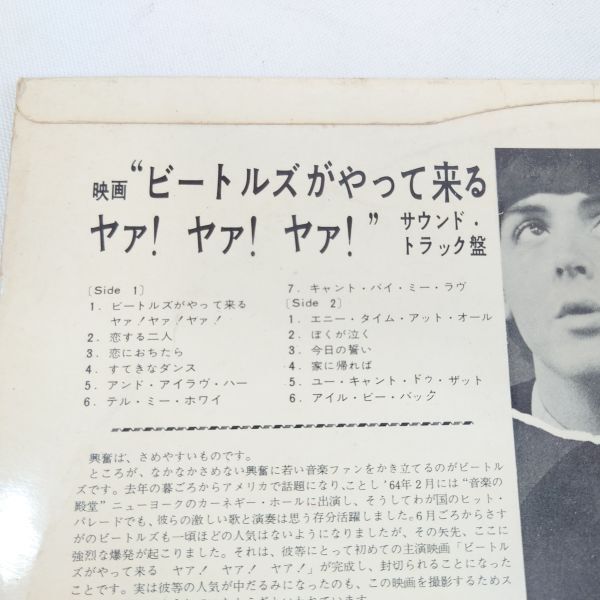 映画“ビートルズがやって来る
ヤァ! ヤァ! ヤァ!” サウンド・
トラック盤
〔Side 1〕
1. ビートルズがやって来る
ヤァ!ヤァ!ヤァ!
2. 恋する二人
3. 恋におちたら
4. すてきなダンス
5. アンド・アイラヴ・ハー
6. テル・ミー・ホワイ
7. キャント・バイ・ミー・ラヴ
〔Side 2〕
1. エニー・タイム・アット・オール
2. ぼくが泣く
3. 今日の誓い
4. 家に帰れば
5. ユー・キャント・ドゥ・ザット
6. アイル・ビー・バック
興奮は、さめやすいものです。
ところが、なかなかさめない興奮に若い音楽ファンをかき立てるのがビートル
ズです。去年の暮ごろからアメリカで話題になり、ことし'64年2月には“音楽の
殿堂”ニューヨークのカーネギー・ホールに出演し、そうしてわが国のヒット・
パレードでも、彼らの激しい歌と演奏は思う存分活躍しました。6月ごろからさす
がのビートルズも一頃ほどの人気はないようになりましたが、その矢先、ここに
強烈な爆発が起こりました。それは、彼等にとって初めての主演映画「ビートル
ズがやって来る ヤァ! ヤァ! ヤァ!」が完成し、封切られることになった
ことです。実は彼等の人気が中だるみになったのも、この映画を撮影するためス